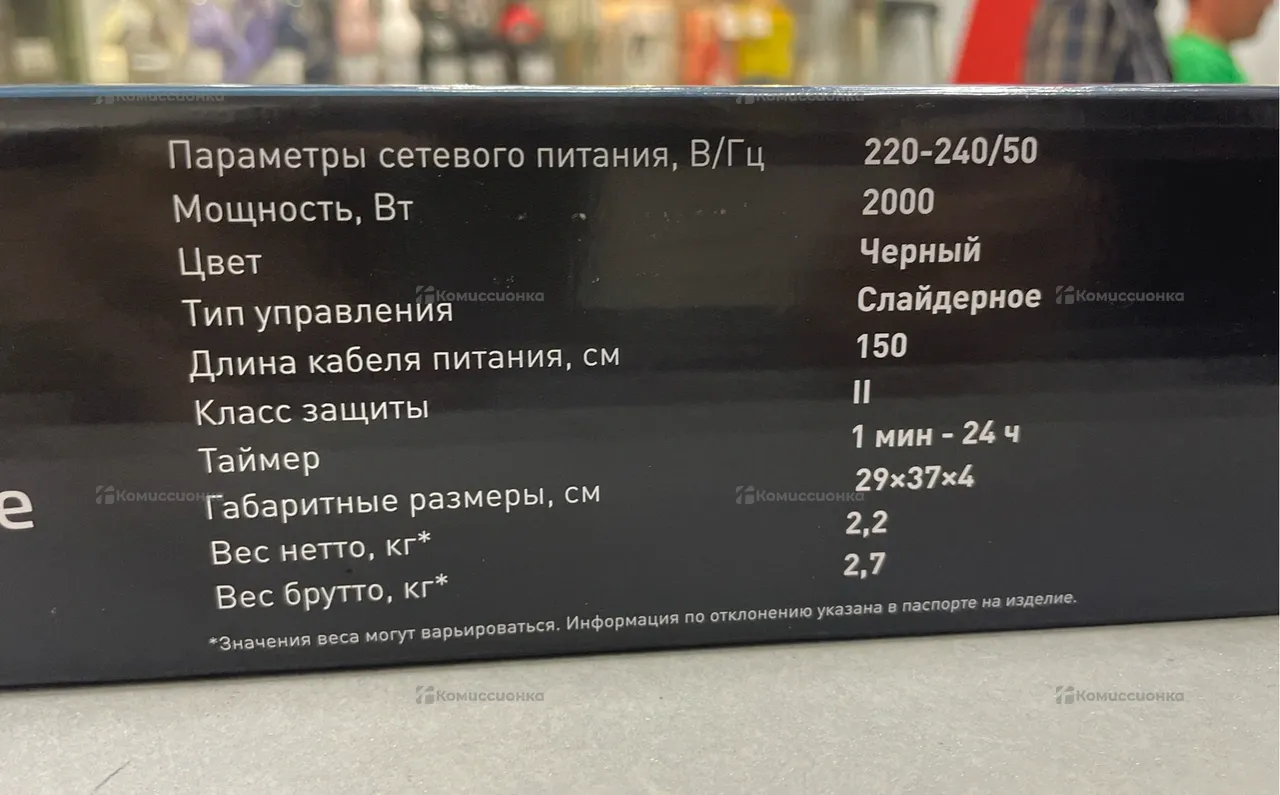 Комиссионка Комиссионка
Параметры сетевого питания, В/Гц 220-240/50
Мощность, Вт 2000
Цвет Черный
Тип управления Слайдерное
Комиссионка Комиссионка
Длина кабеля питания, см 150
Класс защиты II
Таймер 1 мин - 24 ч
Габаритные размеры, см 29×37×4
е Комиссионка Комиссионка
Вес нетто, кг* 2,2
Вес брутто, кг* 2,7
*Значения веса могут варьироваться. Информация по отклонению указана в паспорте на изделие.
Комиссионка Комиссионка